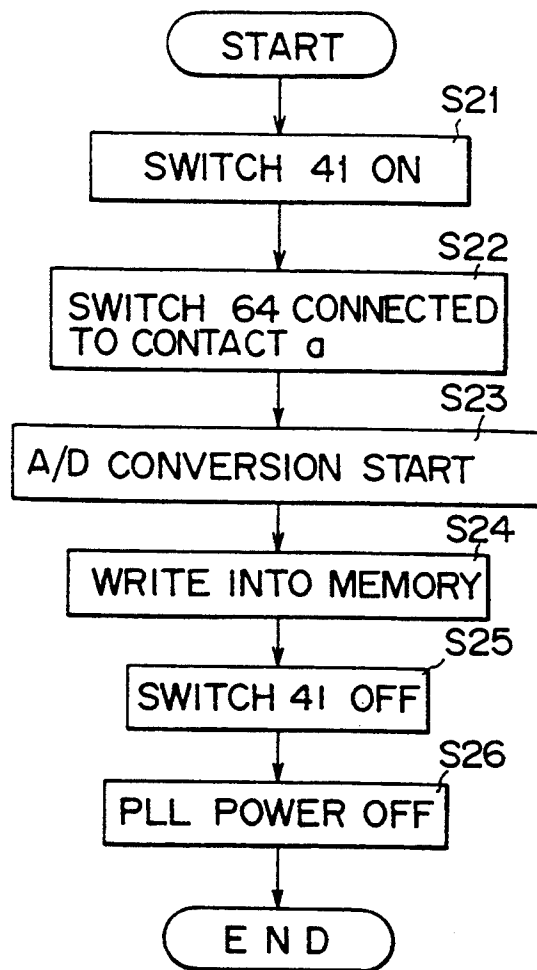 START
S21
SWITCH 41 ON
S22
SWITCH 64 CONNECTED
TO CONTACT a
S23
A/D CONVERSION START
S24
WRITE INTO MEMORY
S25
SWITCH 41 OFF
S26
PLL POWER OFF
END